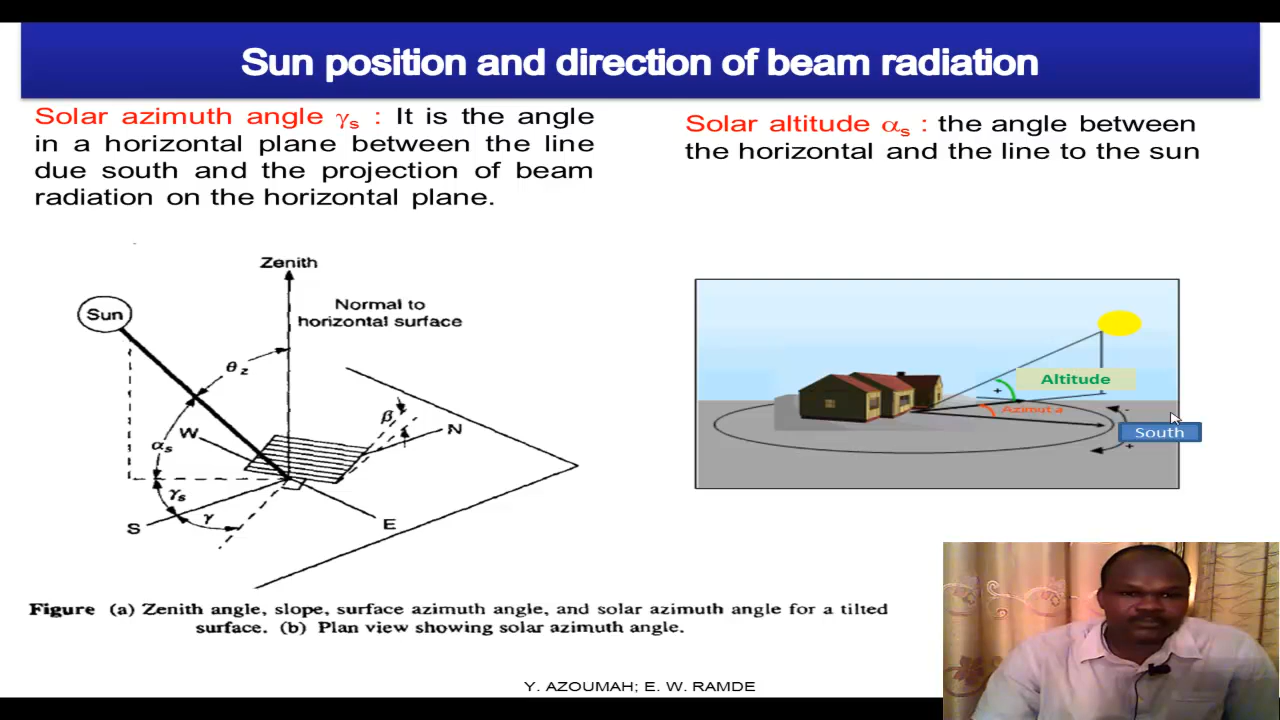 Sun position and direction of beam radiation
Solar azimuth angle γs : It is the angle
in a horizontal plane between the line
due south and the projection of beam
radiation on the horizontal plane.
Solar altitude αs : the angle between
the horizontal and the line to the sun
Zenith
Sun
Normal to
horizontal surface
θz
β
W
N
αs
γs
S
γ
E
Altitude
+
Azimut a
-
South
+
Figure (a) Zenith angle, slope, surface azimuth angle, and solar azimuth angle for a tilted
surface. (b) Plan view showing solar azimuth angle.
Y. AZOUMAH; E. W. RAMDE